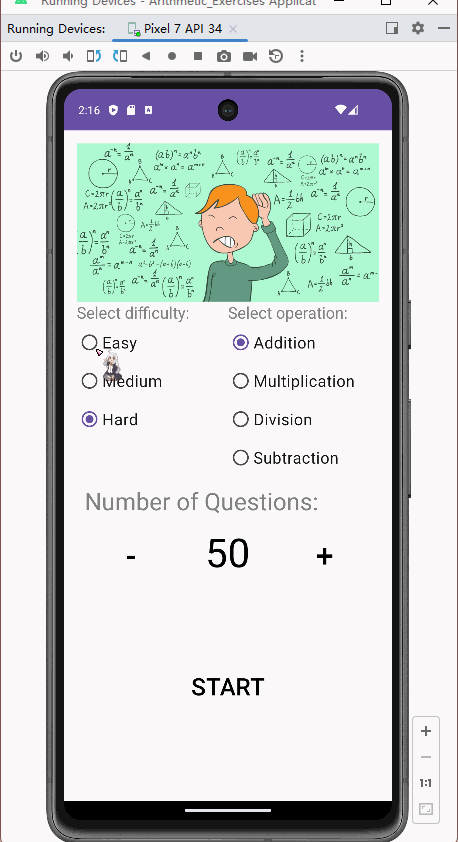 Running Devices - Arithmetic_Exercises Applicat
Running Devices:
Pixel 7 API 34
2:16
Select difficulty:
Select operation:
Easy
Addition
Medium
Multiplication
Hard
Division
Subtraction
Number of Questions:
-
50
+
START
+
−
1:1